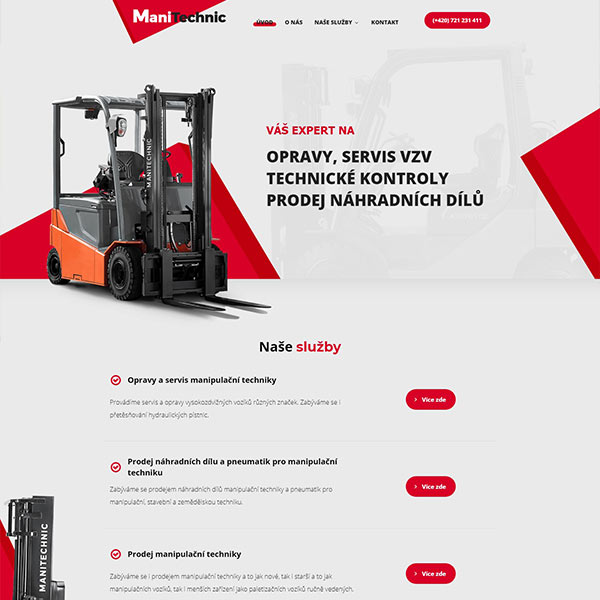 ManiTechnic
ÚVOD O NÁS NAŠE SLUŽBY KONTAKT (+420) 721 231 411
VÁŠ EXPERT NA
OPRAVY, SERVIS VZV
TECHNICKÉ KONTROLY
PRODEJ NÁHRADNÍCH DÍLŮ
MANITECHNIC
Naše služby
Opravy a servis manipulační techniky
Provádíme servis a opravy vysokozdvižných vozíků různých značek. Zabýváme se i
přetěsňování hydraulických pístnic.
Více zde
Prodej náhradních dílu a pneumatik pro manipulační
techniku
Zabýváme se prodejem náhradních dílů manipulační techniky a pneumatik pro
manipulační, stavební a zemědělskou techniku.
Více zde
MANITECHNIC
Prodej manipulační techniky
Zabýváme se i prodejem manipulační techniky a to jak nové, tak i starší a to jak
manipulačních vozíků, tak i menších zařízení jako paletizačních vozíků ručně vedených.
Více zde